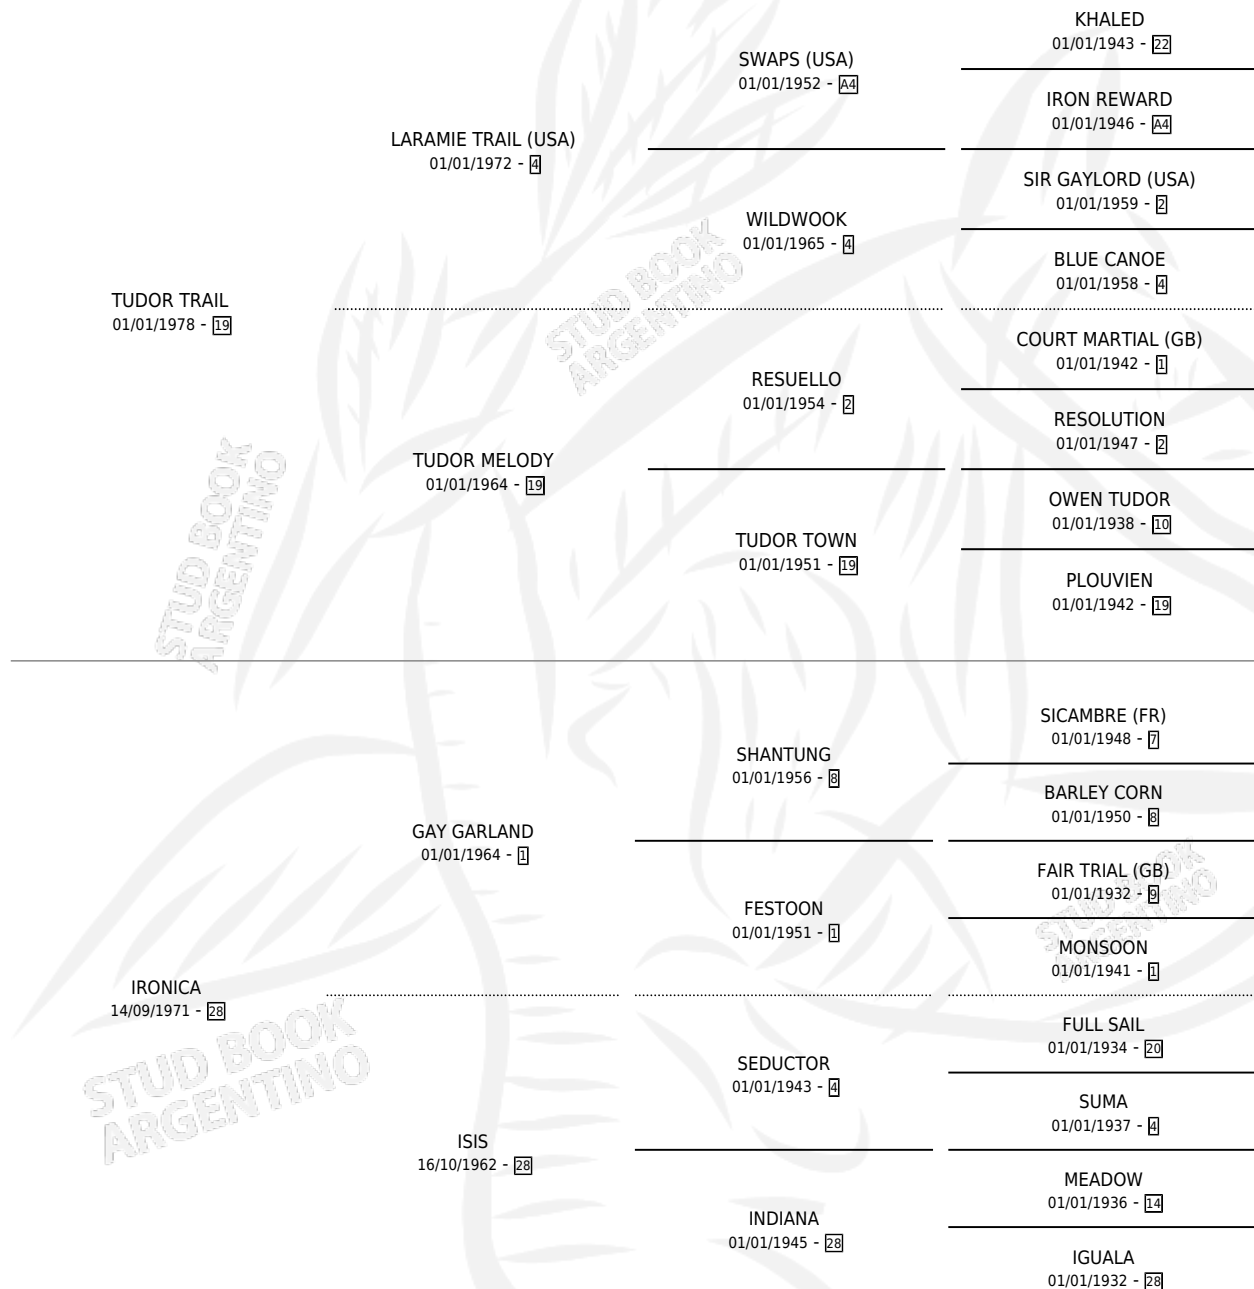 KHALED
01/01/1943 - 22
SWAPS (USA)
01/01/1952 - A4
IRON REWARD
01/01/1946 - A4
LARAMIE TRAIL (USA)
01/01/1972 - 4
SIR GAYLORD (USA)
01/01/1959 - 2
WILDWOOK
01/01/1965 - 4
BLUE CANOE
01/01/1958 - 4
TUDOR TRAIL
01/01/1978 - 19
COURT MARTIAL (GB)
01/01/1942 - 1
RESUELLO
01/01/1954 - 2
RESOLUTION
01/01/1947 - 2
TUDOR MELODY
01/01/1964 - 19
OWEN TUDOR
01/01/1938 - 10
TUDOR TOWN
01/01/1951 - 19
PLOUVIEN
01/01/1942 - 19
SICAMBRE (FR)
01/01/1948 - 7
SHANTUNG
01/01/1956 - 8
BARLEY CORN
01/01/1950 - 8
GAY GARLAND
01/01/1964 - 1
FAIR TRIAL (GB)
01/01/1932 - 9
FESTOON
01/01/1951 - 1
MONSOON
01/01/1941 - 1
IRONICA
14/09/1971 - 28
FULL SAIL
01/01/1934 - 20
SEDUCTOR
01/01/1943 - 4
SUMA
01/01/1937 - 4
ISIS
16/10/1962 - 28
MEADOW
01/01/1936 - 14
INDIANA
01/01/1945 - 28
IGUALA
01/01/1932 - 28
STUD BOOK
ARGENTINO
STUD BOOK
ARGENTINO
STUD BOOK
ARGENTINO
STUD BOOK
ARGENTINO